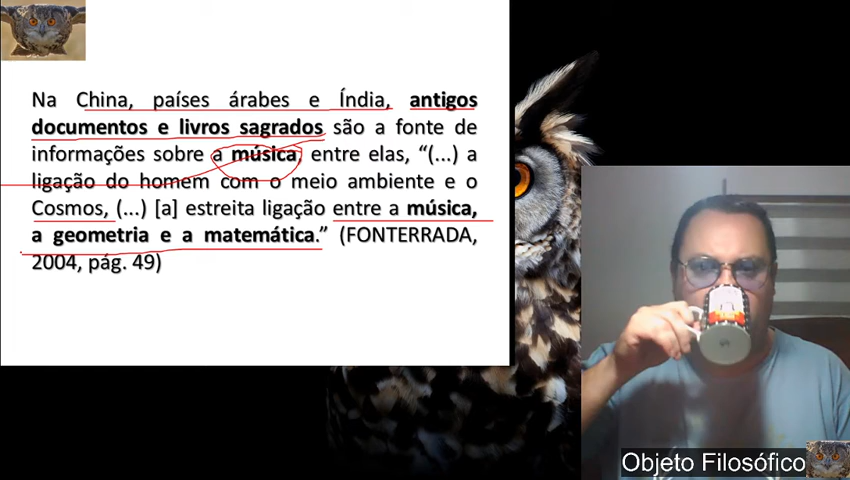 Na China, países árabes e Índia, antigos
documentos e livros sagrados são a fonte de
informações sobre a música, entre elas, “(...) a
ligação do homem com o meio ambiente e o
Cosmos, (...) [a] estreita ligação entre a música,
a geometria e a matemática.” (FONTERRADA,
2004, pág. 49)
Objeto Filosófico